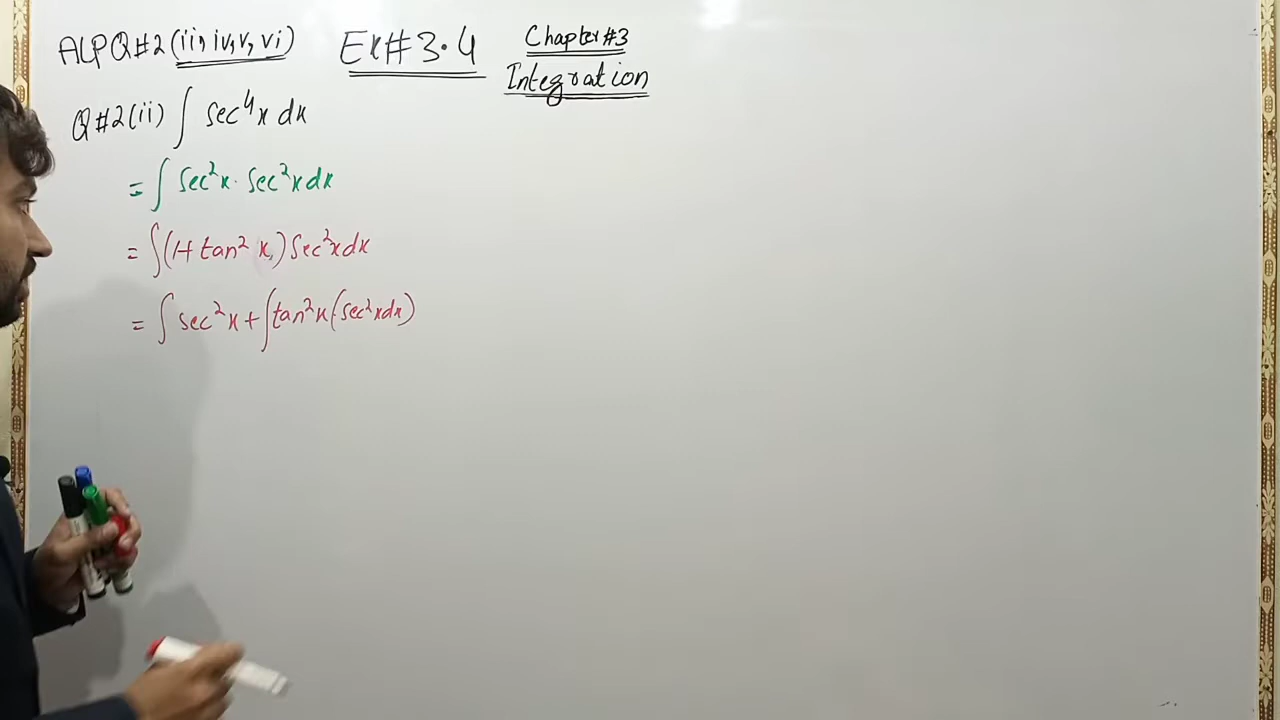 ALP Q#2 (ii, iv, v, vi)
Ex# 3.4
Chapter #3
Integration
Q#2(ii) ∫ sec⁴x dx
= ∫ Sec²x · Sec²x dx
= ∫(1+ tan² x) Sec²x dx
= ∫ sec²x + ∫tan²x (sec²x dx)